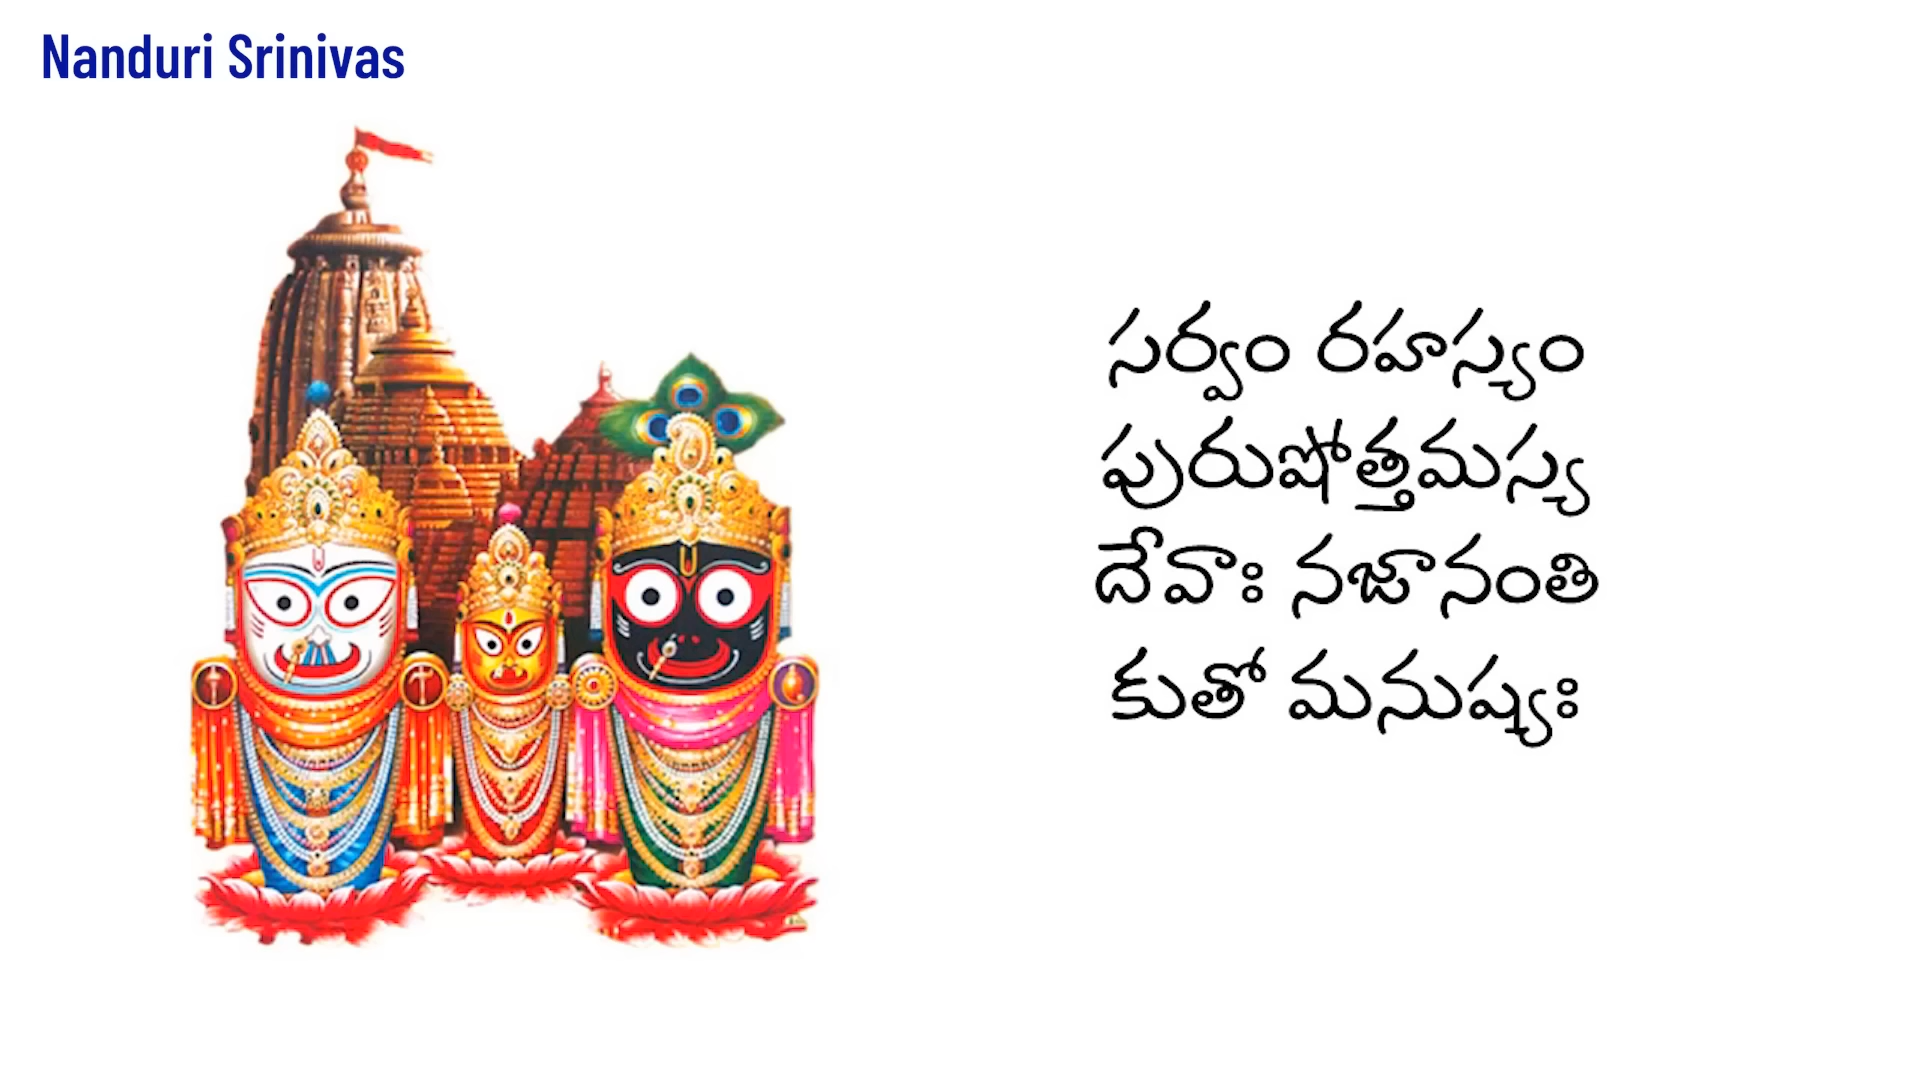 Nanduri Srinivas
సర్వం రహస్యం
పురుషోత్తమస్య
దేవాః నజానంతి
కుతో మనుష్యః